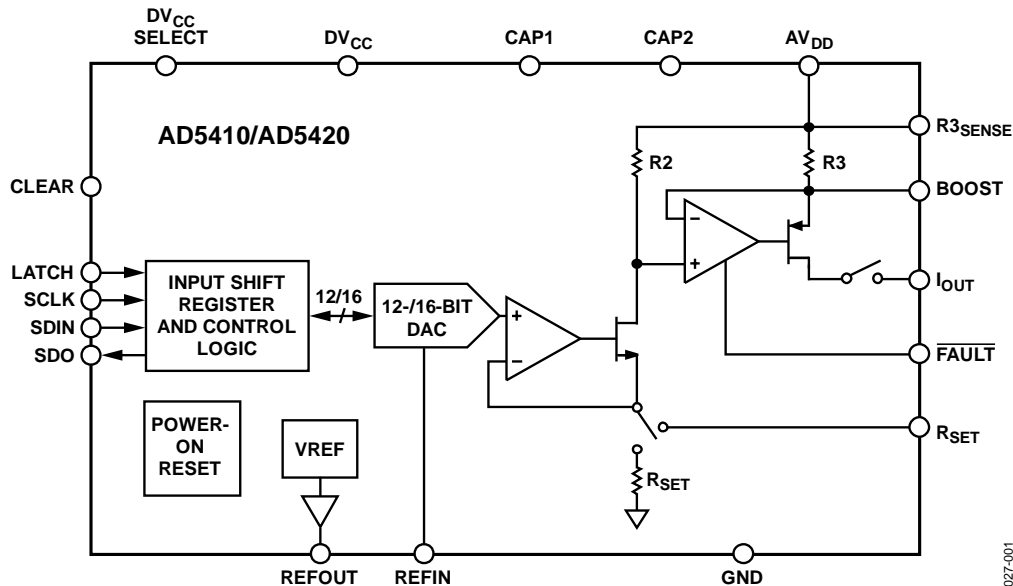 DVCC
SELECT
DVCC
CAP1
CAP2
AVDD
AD5410/AD5420
R3SENSE
R2
R3
CLEAR
BOOST
LATCH
SCLK
SDIN
SDO
INPUT SHIFT
REGISTER
AND CONTROL
LOGIC
12/16
12-/16-BIT
DAC
+
−
−
+
IOUT
FAULT
POWER-
ON
RESET
VREF
RSET
RSET
REFOUT
REFIN
GND
027-001